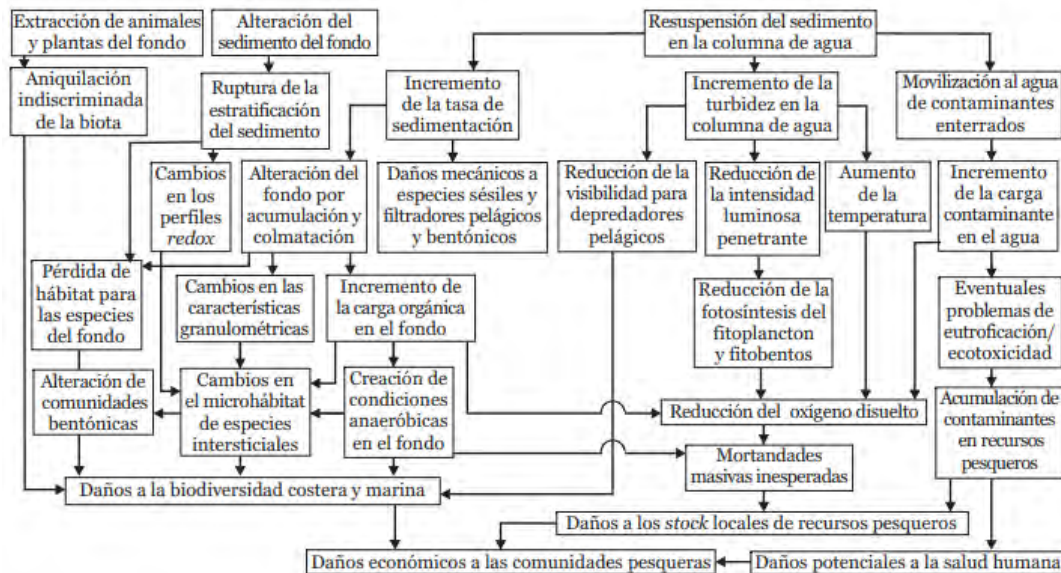 Extracción de animales
y plantas del fondo
Alteración del
sedimento del fondo
Resuspensión del sedimento
en la columna de agua
Aniquilación
indiscriminada
de la biota
Ruptura de la
estratificación
del sedimento
Incremento
de la tasa de
sedimentación
Incremento de la
turbidez en la
columna de agua
Movilización al agua
de contaminantes
enterrados
Cambios
en los
perfiles
redox
Alteración del
fondo por
acumulación y
colmatación
Daños mecánicos a
especies sésiles y
filtradores pelágicos
y bentónicos
Reducción de la
visibilidad para
depredadores
pelágicos
Reducción de
la intensidad
luminosa
penetrante
Aumento
de la
temperatura
Incremento
de la carga
contaminante
en el agua
Pérdida de
hábitat para
las especies
del fondo
Cambios en las
características
granulométricas
Incremento de
la carga orgánica
en el fondo
Reducción de la
fotosíntesis del
fitoplancton
y fitobentos
Eventuales
problemas de
eutroficación/
ecotoxicidad
Alteración de
comunidades
bentónicas
Cambios en
el microhábitat
de especies
intersticiales
Creación de
condiciones
anaeróbicas
en el fondo
Reducción del oxígeno disuelto
Acumulación de
contaminantes
en recursos
pesqueros
Mortandades
masivas inesperadas
Daños a la biodiversidad costera y marina
Daños a los stock locales de recursos pesqueros
Daños económicos a las comunidades pesqueras
Daños potenciales a la salud humana